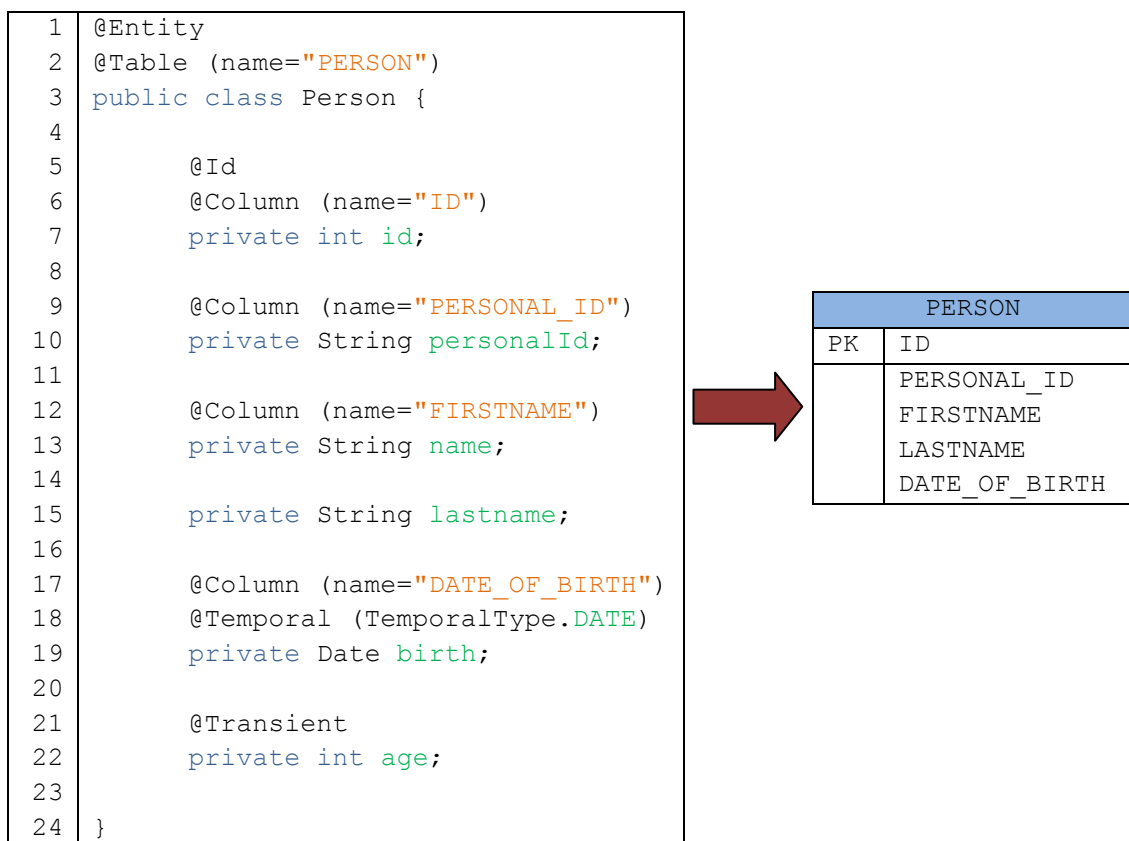 1 @Entity
2 @Table (name="PERSON")
3 public class Person {
4
5 @Id
6 @Column (name="ID")
7 private int id;
8
9 @Column (name="PERSONAL_ID")
10 private String personalId;
11
12 @Column (name="FIRSTNAME")
13 private String name;
14
15 private String lastname;
16
17 @Column (name="DATE_OF_BIRTH")
18 @Temporal (TemporalType.DATE)
19 private Date birth;
20
21 @Transient
22 private int age;
23
24 }
PERSON
PK ID
PERSONAL_ID
FIRSTNAME
LASTNAME
DATE_OF_BIRTH